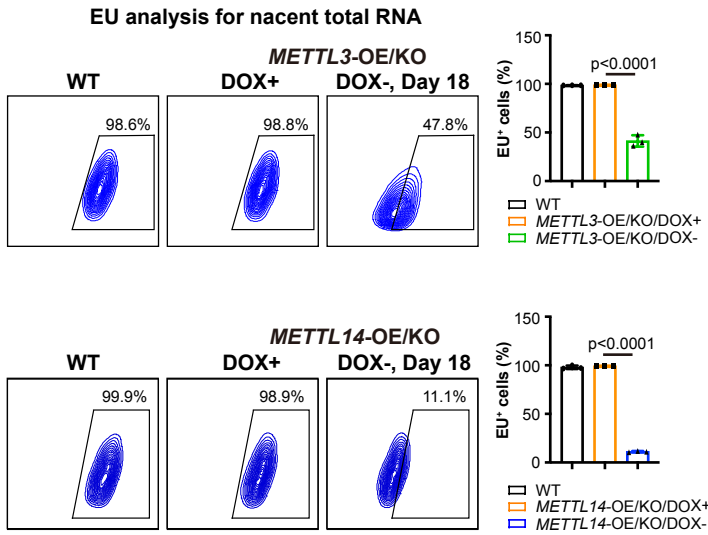 EU analysis for nacent total RNA
METTL3-OE/KO
WT DOX+ DOX-, Day 18
98.6% 98.8% 47.8%
EU+ cells (%)
150
100
50
0
p<0.0001
WT
METTL3-OE/KO/DOX+
METTL3-OE/KO/DOX-
METTL14-OE/KO
WT DOX+ DOX-, Day 18
99.9% 98.9% 11.1%
EU+ cells (%)
150
100
50
0
p<0.0001
WT
METTL14-OE/KO/DOX+
METTL14-OE/KO/DOX-